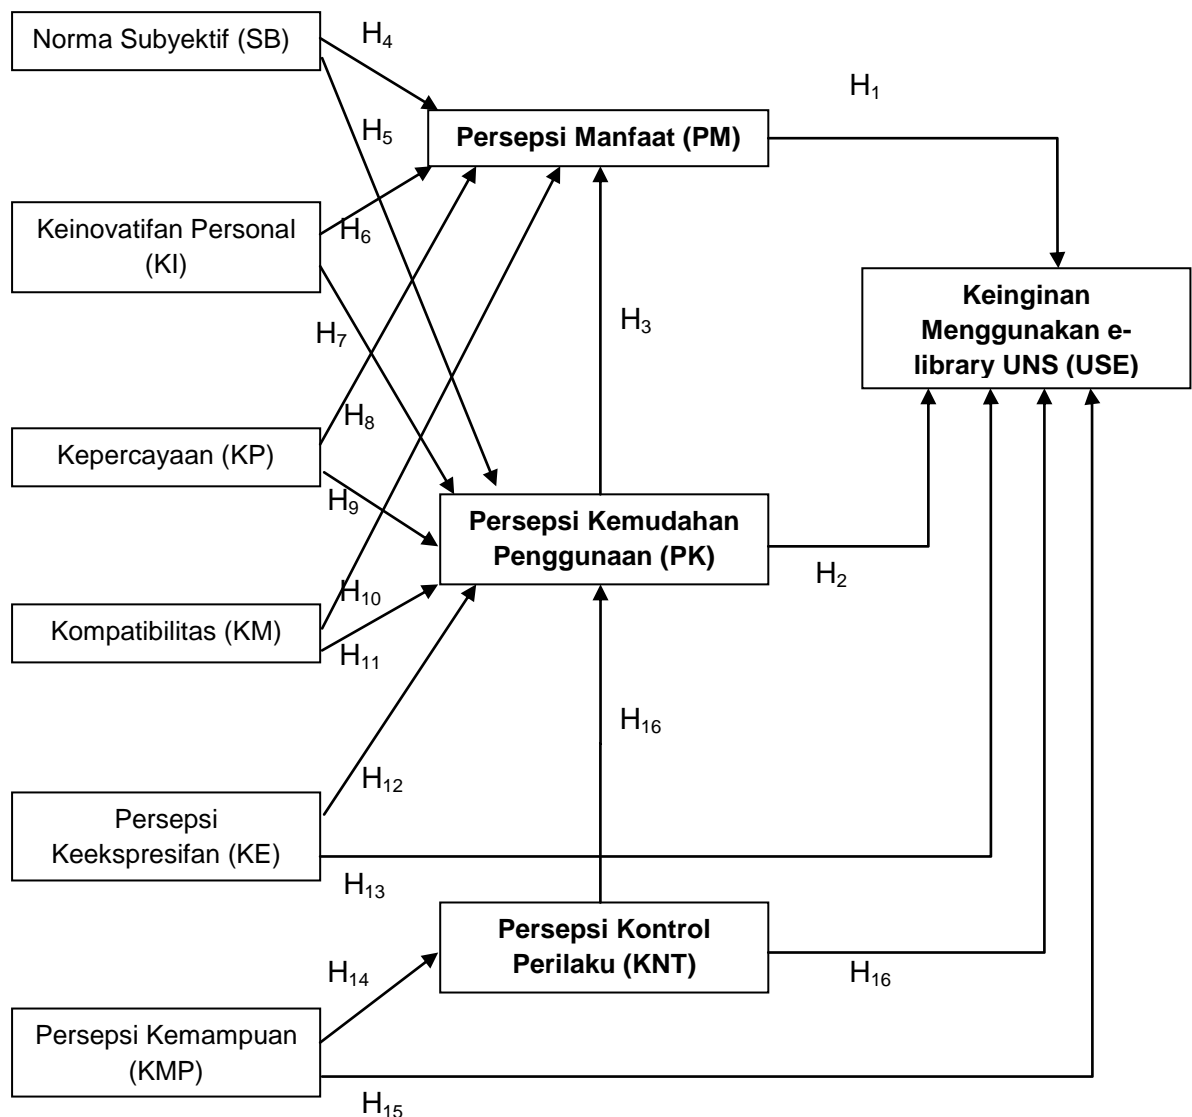 Norma Subyektif (SB)
H4
H1
H5
Persepsi Manfaat (PM)
Keinovatifan Personal
(KI)
H6
H7
H3
Keinginan
Menggunakan e-
library UNS (USE)
H8
Kepercayaan (KP)
H9
Persepsi Kemudahan
Penggunaan (PK)
H2
H10
Kompatibilitas (KM)
H11
H16
H12
Persepsi
Keekspresifan (KE)
H13
Persepsi Kontrol
Perilaku (KNT)
H14
H16
Persepsi Kemampuan
(KMP)
H15